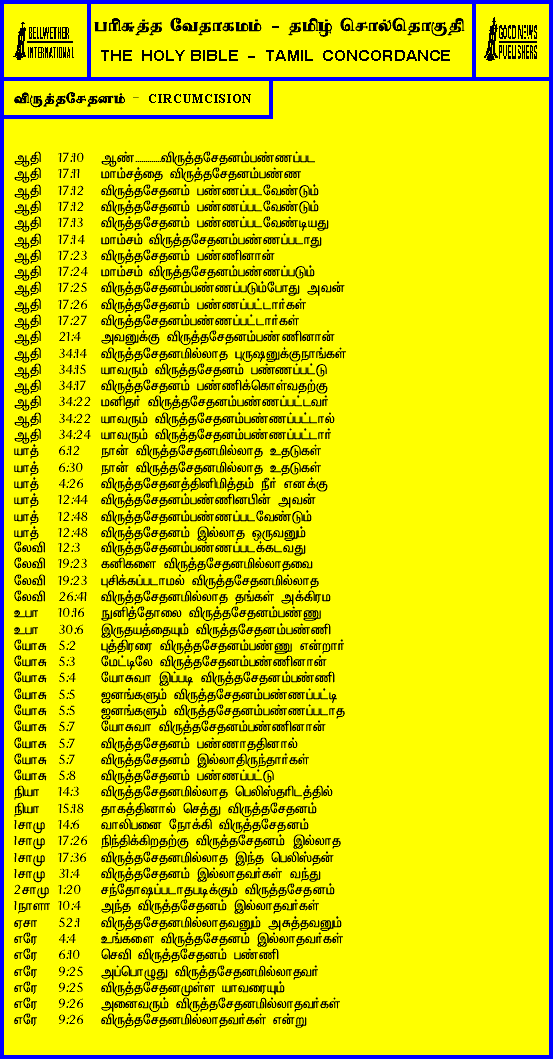 BELLWETHER
INTERNATIONAL
பரிசுத்த வேதாகமம் - தமிழ் சொல்தொகுதி
THE HOLY BIBLE - TAMIL CONCORDANCE
GOOD NEWS
PUBLISHERS
விருத்தசேதனம் - CIRCUMCISION
ஆதி 17:10 ஆண்............விருத்தசேதனம்பண்ணப்பட
ஆதி 17:11 மாம்சத்தை விருத்தசேதனம்பண்ண
ஆதி 17:12 விருத்தசேதனம் பண்ணப்படவேண்டும்
ஆதி 17:12 விருத்தசேதனம் பண்ணப்படவேண்டும்
ஆதி 17:13 விருத்தசேதனம் பண்ணப்படவேண்டியது
ஆதி 17:14 மாம்சம் விருத்தசேதனம்பண்ணப்படாது
ஆதி 17:23 விருத்தசேதனம் பண்ணினான்
ஆதி 17:24 மாம்சம் விருத்தசேதனம்பண்ணப்படும்
ஆதி 17:25 விருத்தசேதனம்பண்ணப்படும்போது அவன்
ஆதி 17:26 விருத்தசேதனம் பண்ணப்பட்டார்கள்
ஆதி 17:27 விருத்தசேதனம்பண்ணப்பட்டார்கள்
ஆதி 21:4 அவனுக்கு விருத்தசேதனம்பண்ணினான்
ஆதி 34:14 விருத்தசேதனமில்லாத புருஷனுக்குநாங்கள்
ஆதி 34:15 யாவரும் விருத்தசேதனம் பண்ணப்பட்டு
ஆதி 34:17 விருத்தசேதனம் பண்ணிக்கொள்வதற்கு
ஆதி 34:22 மனிதர் விருத்தசேதனம்பண்ணப்பட்டவர்
ஆதி 34:22 யாவரும் விருத்தசேதனம்பண்ணப்பட்டால்
ஆதி 34:24 யாவரும் விருத்தசேதனம்பண்ணப்பட்டார்
யாத் 6:12 நான் விருத்தசேதனமில்லாத உதடுகள்
யாத் 6:30 நான் விருத்தசேதனமில்லாத உதடுகள்
யாத் 4:26 விருத்தசேதனத்தினிமித்தம் நீர் எனக்கு
யாத் 12:44 விருத்தசேதனம்பண்ணினபின் அவன்
யாத் 12:48 விருத்தசேதனம்பண்ணப்படவேண்டும்
யாத் 12:48 விருத்தசேதனம் இல்லாத ஒருவனும்
லேவி 12:3 விருத்தசேதனம்பண்ணப்படக்கடவது
லேவி 19:23 கனிகளை விருத்தசேதனமில்லாதவை
லேவி 19:23 புசிக்கப்படாமல் விருத்தசேதனமில்லாத
லேவி 26:41 விருத்தசேதனமில்லாத தங்கள் அக்கிரம
உபா 10:16 நுனித்தோலை விருத்தசேதனம்பண்ணு
உபா 30:6 இருதயத்தையும் விருத்தசேதனம்பண்ணி
யோசு 5:2 புத்திரரை விருத்தசேதனம்பண்ணு என்றார்
யோசு 5:3 மேட்டிலே விருத்தசேதனம்பண்ணினான்
யோசு 5:4 யோசுவா இப்படி விருத்தசேதனம்பண்ணி
யோசு 5:5 ஜனங்களும் விருத்தசேதனம்பண்ணப்பட்டி
யோசு 5:5 ஜனங்களும் விருத்தசேதனம்பண்ணப்படாத
யோசு 5:7 யோசுவா விருத்தசேதனம்பண்ணினான்
யோசு 5:7 விருத்தசேதனம் பண்ணாததினால்
யோசு 5:7 விருத்தசேதனம் இல்லாதிருந்தார்கள்
யோசு 5:8 விருத்தசேதனம் பண்ணப்பட்டு
நியா 14:3 விருத்தசேதனமில்லாத பெலிஸ்தரிடத்தில்
நியா 15:18 தாகத்தினால் செத்து விருத்தசேதனம்
1சாமு 14:6 வாலிபனை நோக்கி விருத்தசேதனம்
1சாமு 17:26 நிந்திக்கிறதற்கு விருத்தசேதனம் இல்லாத
1சாமு 17:36 விருத்தசேதனமில்லாத இந்த பெலிஸ்தன்
1சாமு 31:4 விருத்தசேதனம் இல்லாதவர்கள் வந்து
2சாமு 1:20 சந்தோஷப்படாதபடிக்கும் விருத்தசேதனம்
1நாளா 10:4 அந்த விருத்தசேதனம் இல்லாதவர்கள்
ஏசா 52:1 விருத்தசேதனமில்லாதவனும் அசுத்தவனும்
எரே 4:4 உங்களை விருத்தசேதனம் இல்லாதவர்கள்
எரே 6:10 செவி விருத்தசேதனம் பண்ணி
எரே 9:25 அப்பொழுது விருத்தசேதனமில்லாதவர்
எரே 9:25 விருத்தசேதனமுள்ள யாவரையும்
எரே 9:26 அனைவரும் விருத்தசேதனமில்லாதவர்கள்
எரே 9:26 விருத்தசேதனமில்லாதவர்கள் என்று